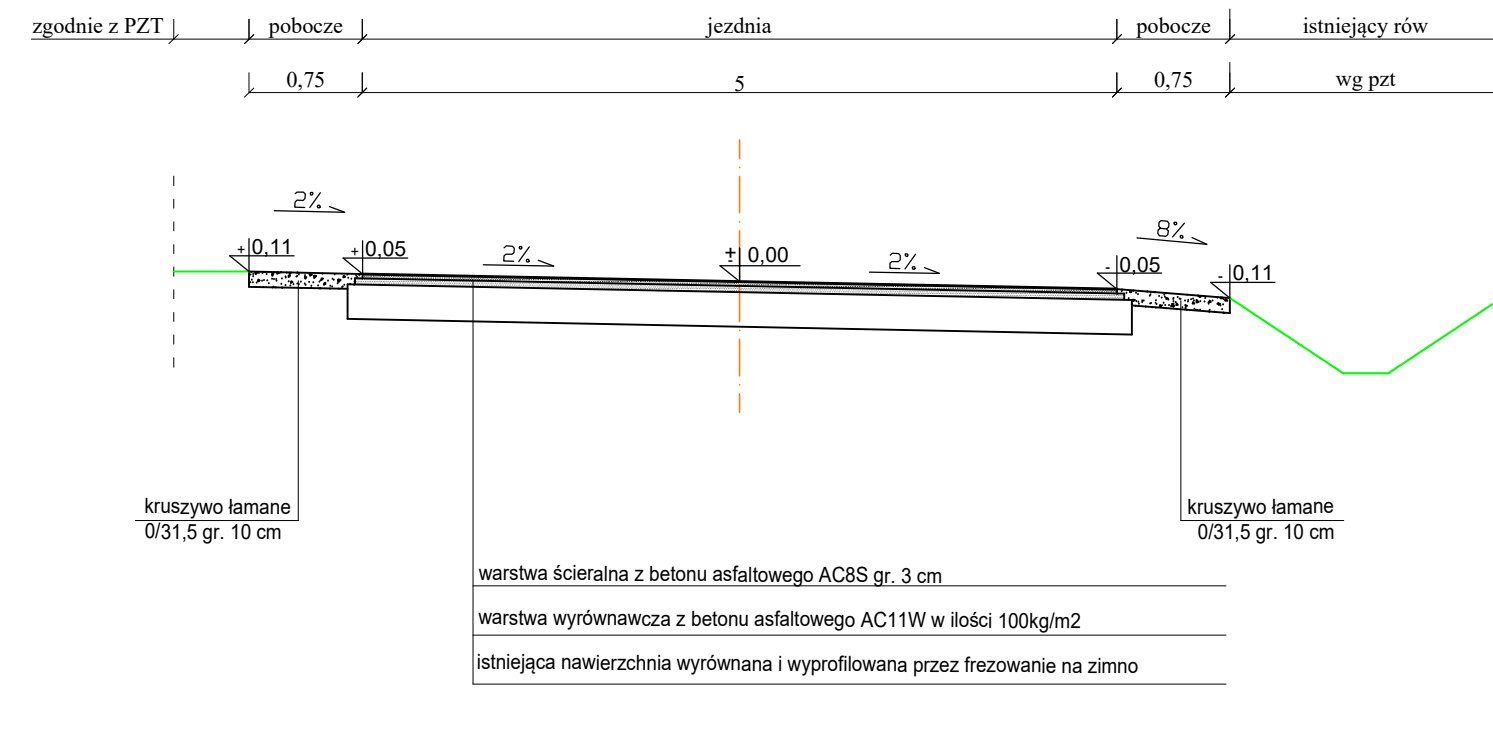 zgodnie z PZT
pobocze
jezdnia
pobocze
istniejący rów
0,75
5
0,75
wg pzt
2%
8%
+0,11
+0,05
2%
±0,00
2%
-0,05
-0,11
kruszywo łamane
0/31,5 gr. 10 cm
kruszywo łamane
0/31,5 gr. 10 cm
warstwa ścieralna z betonu asfaltowego AC8S gr. 3 cm
warstwa wyrównawcza z betonu asfaltowego AC11W w ilości 100kg/m2
istniejąca nawierzchnia wyrównana i wyprofilowana przez frezowanie na zimno